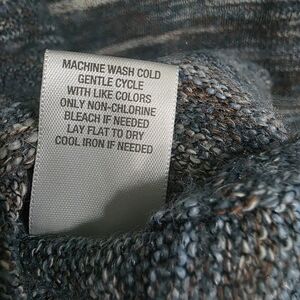 MACHINE WASH COLD
GENTLE CYCLE
WITH LIKE COLORS
ONLY NON-CHLORINE
BLEACH IF NEEDED
LAY FLAT TO DRY
COOL IRON IF NEEDED